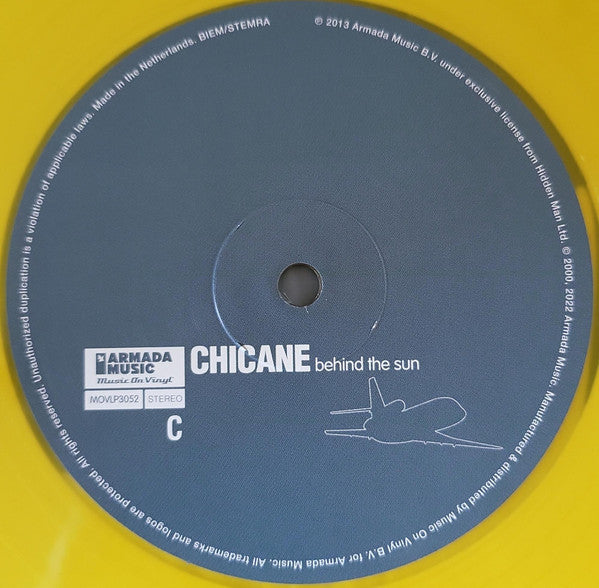 ℗ 2013 Armada Music B.V. under exclusive license from Hidden Man Ltd. © 2000, 2022 Armada Music. Manufactured & distributed by Music On Vinyl B.V. for Armada Music. All trademarks and logos are protected. All rights reserved. Unauthorized duplication is a violation of applicable laws. Made in the Netherlands. BIEM/STEMRA
ARMADA
MUSIC
Music On Vinyl
MOVLP3052 STEREO
C
CHICANE behind the sun